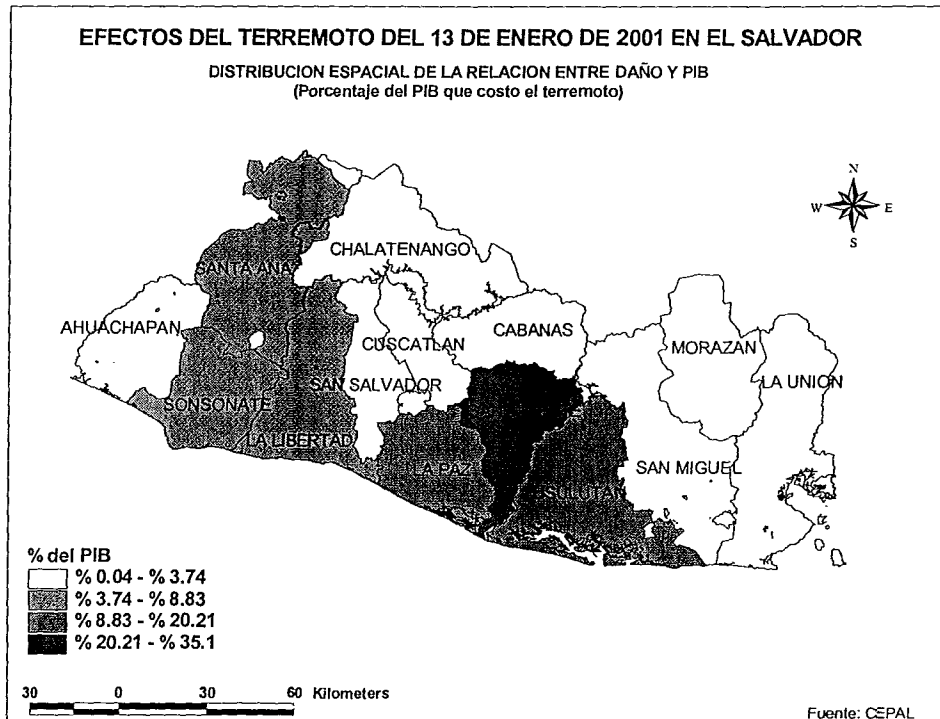 EFECTOS DEL TERREMOTO DEL 13 DE ENERO DE 2001 EN EL SALVADOR
DISTRIBUCION ESPACIAL DE LA RELACION ENTRE DAÑO Y PIB
(Porcentaje del PIB que costo el terremoto)
N
W E
S
CHALATENANGO
SANTA ANA
AHUACHAPAN
CABANAS
CUSCATLAN
MORAZAN
SAN SALVADOR
LA UNION
SONSONATE
LA LIBERTAD
LA PAZ
SAN MIGUEL
SULUTAN
% del PIB
% 0.04 - % 3.74
% 3.74 - % 8.83
% 8.83 - % 20.21
% 20.21 - % 35.1
30 0 30 60 Kilometers
Fuente: CEPAL